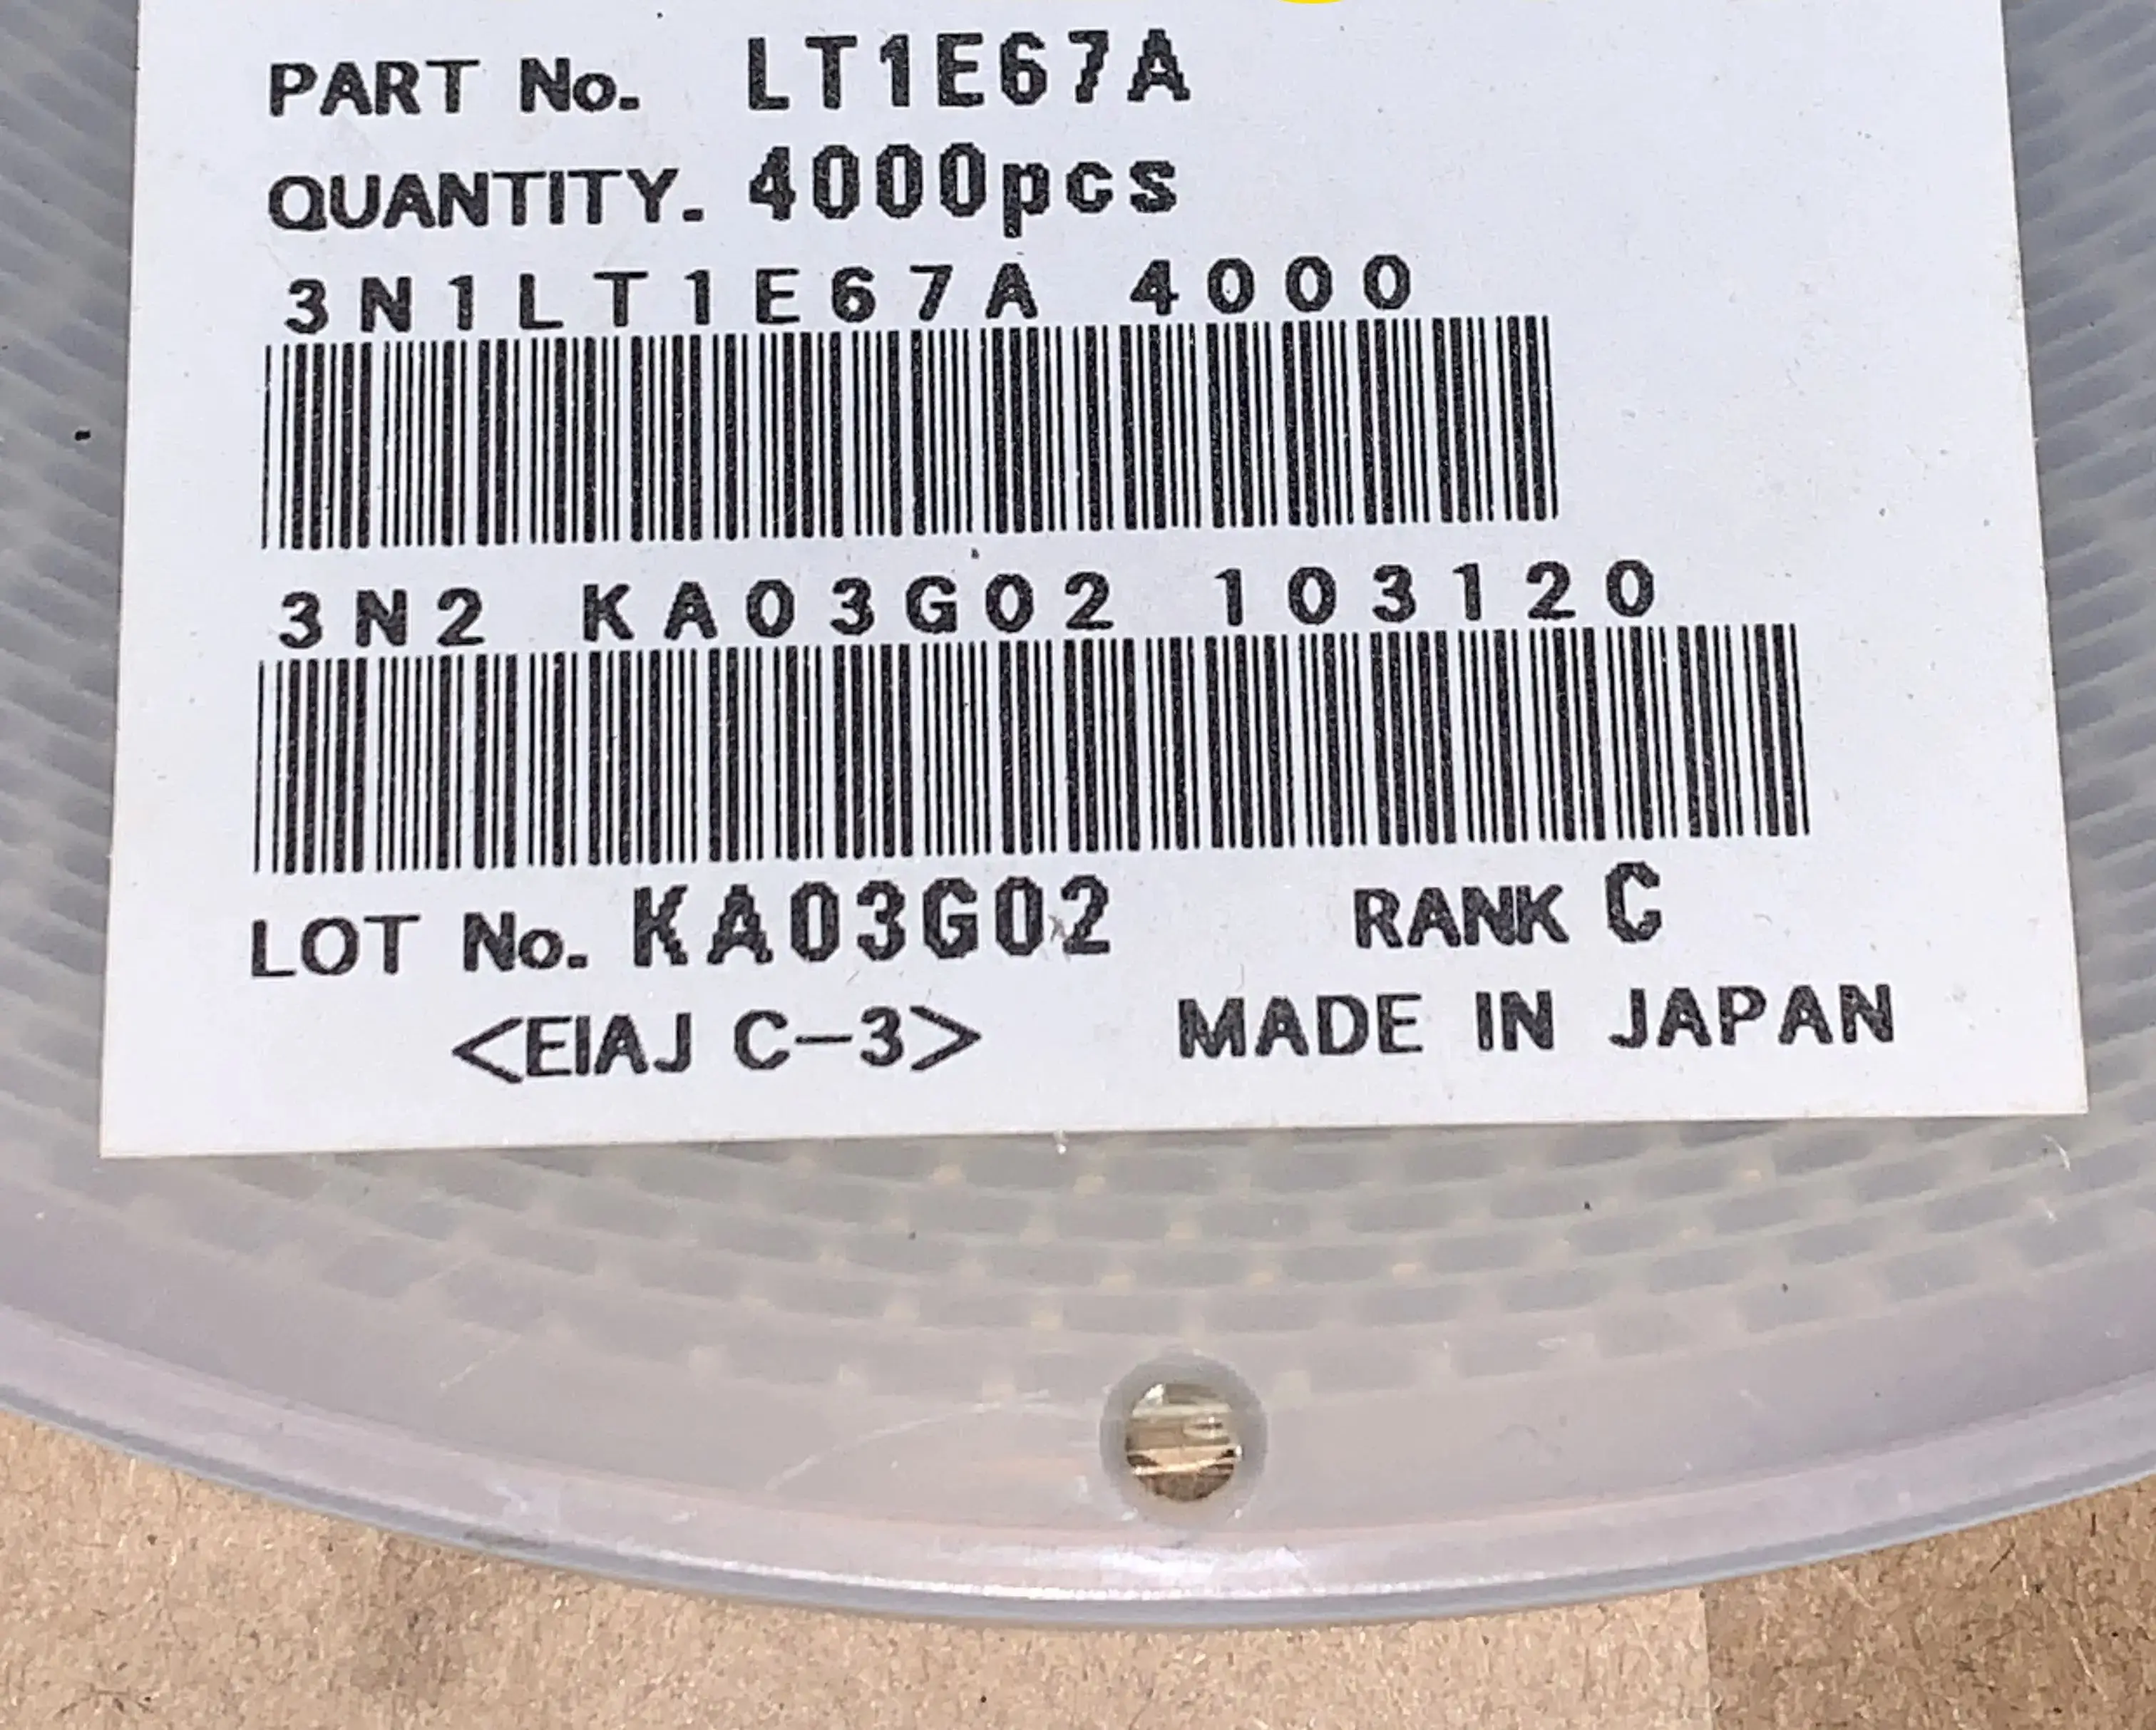 PART No. LT1E67A
QUANTITY. 4000pcs
3N1LT1E67A 4000
3N2 KA03G02 103120
LOT No. KA03G02 RANK C
<EIAJ C-3> MADE IN JAPAN